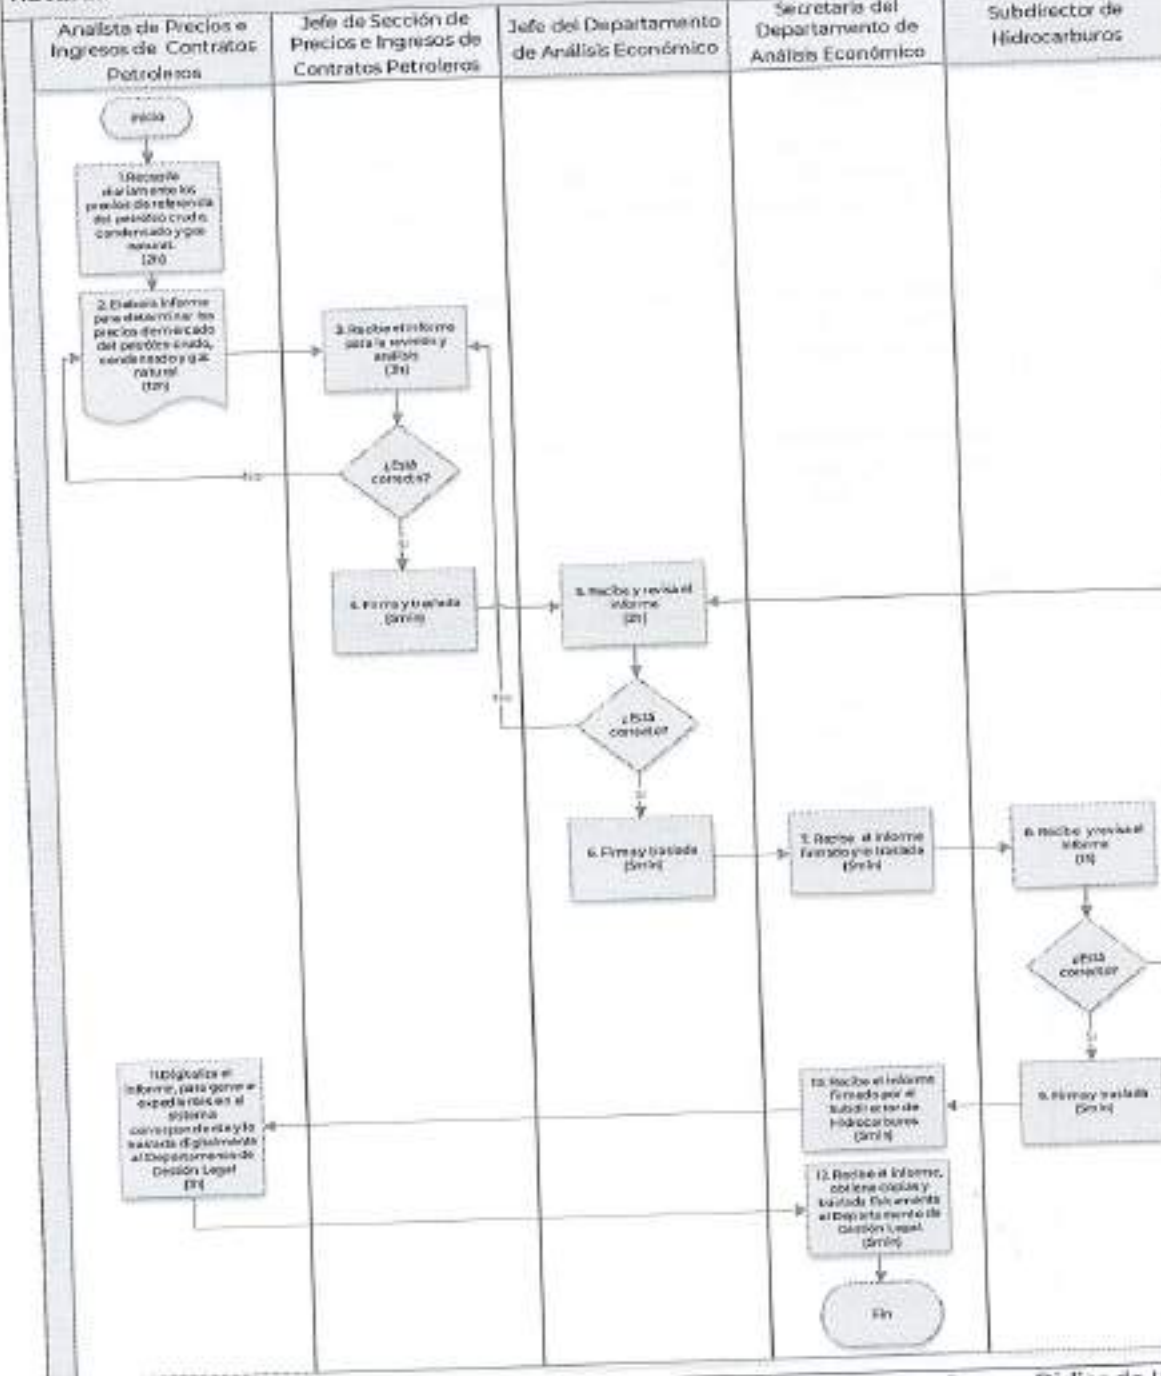 Analista de Precios e
Ingresos de Contratos
Petroleros
Jefe de Sección de
Precios e Ingresos de
Contratos Petroleros
Jefe del Departamento
de Análisis Económico
Secretaria del
Departamento de
Análisis Económico
Subdirector de
Hidrocarburos
Inicio
1. Recopila
diariamente los
precios de referencia
del petróleo crudo,
condensado y gas
natural.
(2h)
2. Elabora informe
para determinar los
precios de mercado
del petróleo crudo,
condensado y gas
natural
(12h)
3. Recibe el informe
para la revisión y
análisis
¿Está
correcto?
No
Si
4. Firma y traslada
(5min)
5. Recibe y revisa el
informe
(2h)
¿Está
correcto?
No
Si
6. Firma y traslada
(5min)
7. Recibe el informe
firmado y lo traslada
(5min)
8. Recibe y revisa el
informe
(1h)
¿Está
correcto?
Si
9. Firma y traslada
(5min)
10. Recibe el informe
firmado por el
Subdirector de
Hidrocarburos
(5min)
11. Digitaliza el
informe, para generar
expedientes en el
sistema
correspondiente y lo
traslada digitalmente
al Departamento de
Gestión Legal
12. Recibe el informe,
obtiene copias y
traslada físicamente
al Departamento de
Gestión Legal.
(5min)
Fin